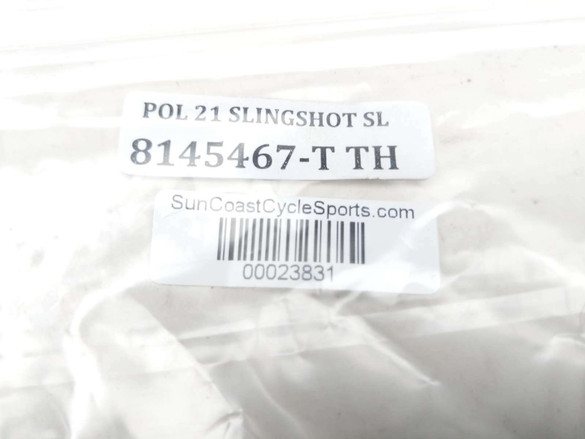 POL 21 SLINGSHOT SL
8145467-T TH
SunCoastCycleSports.com
00023831